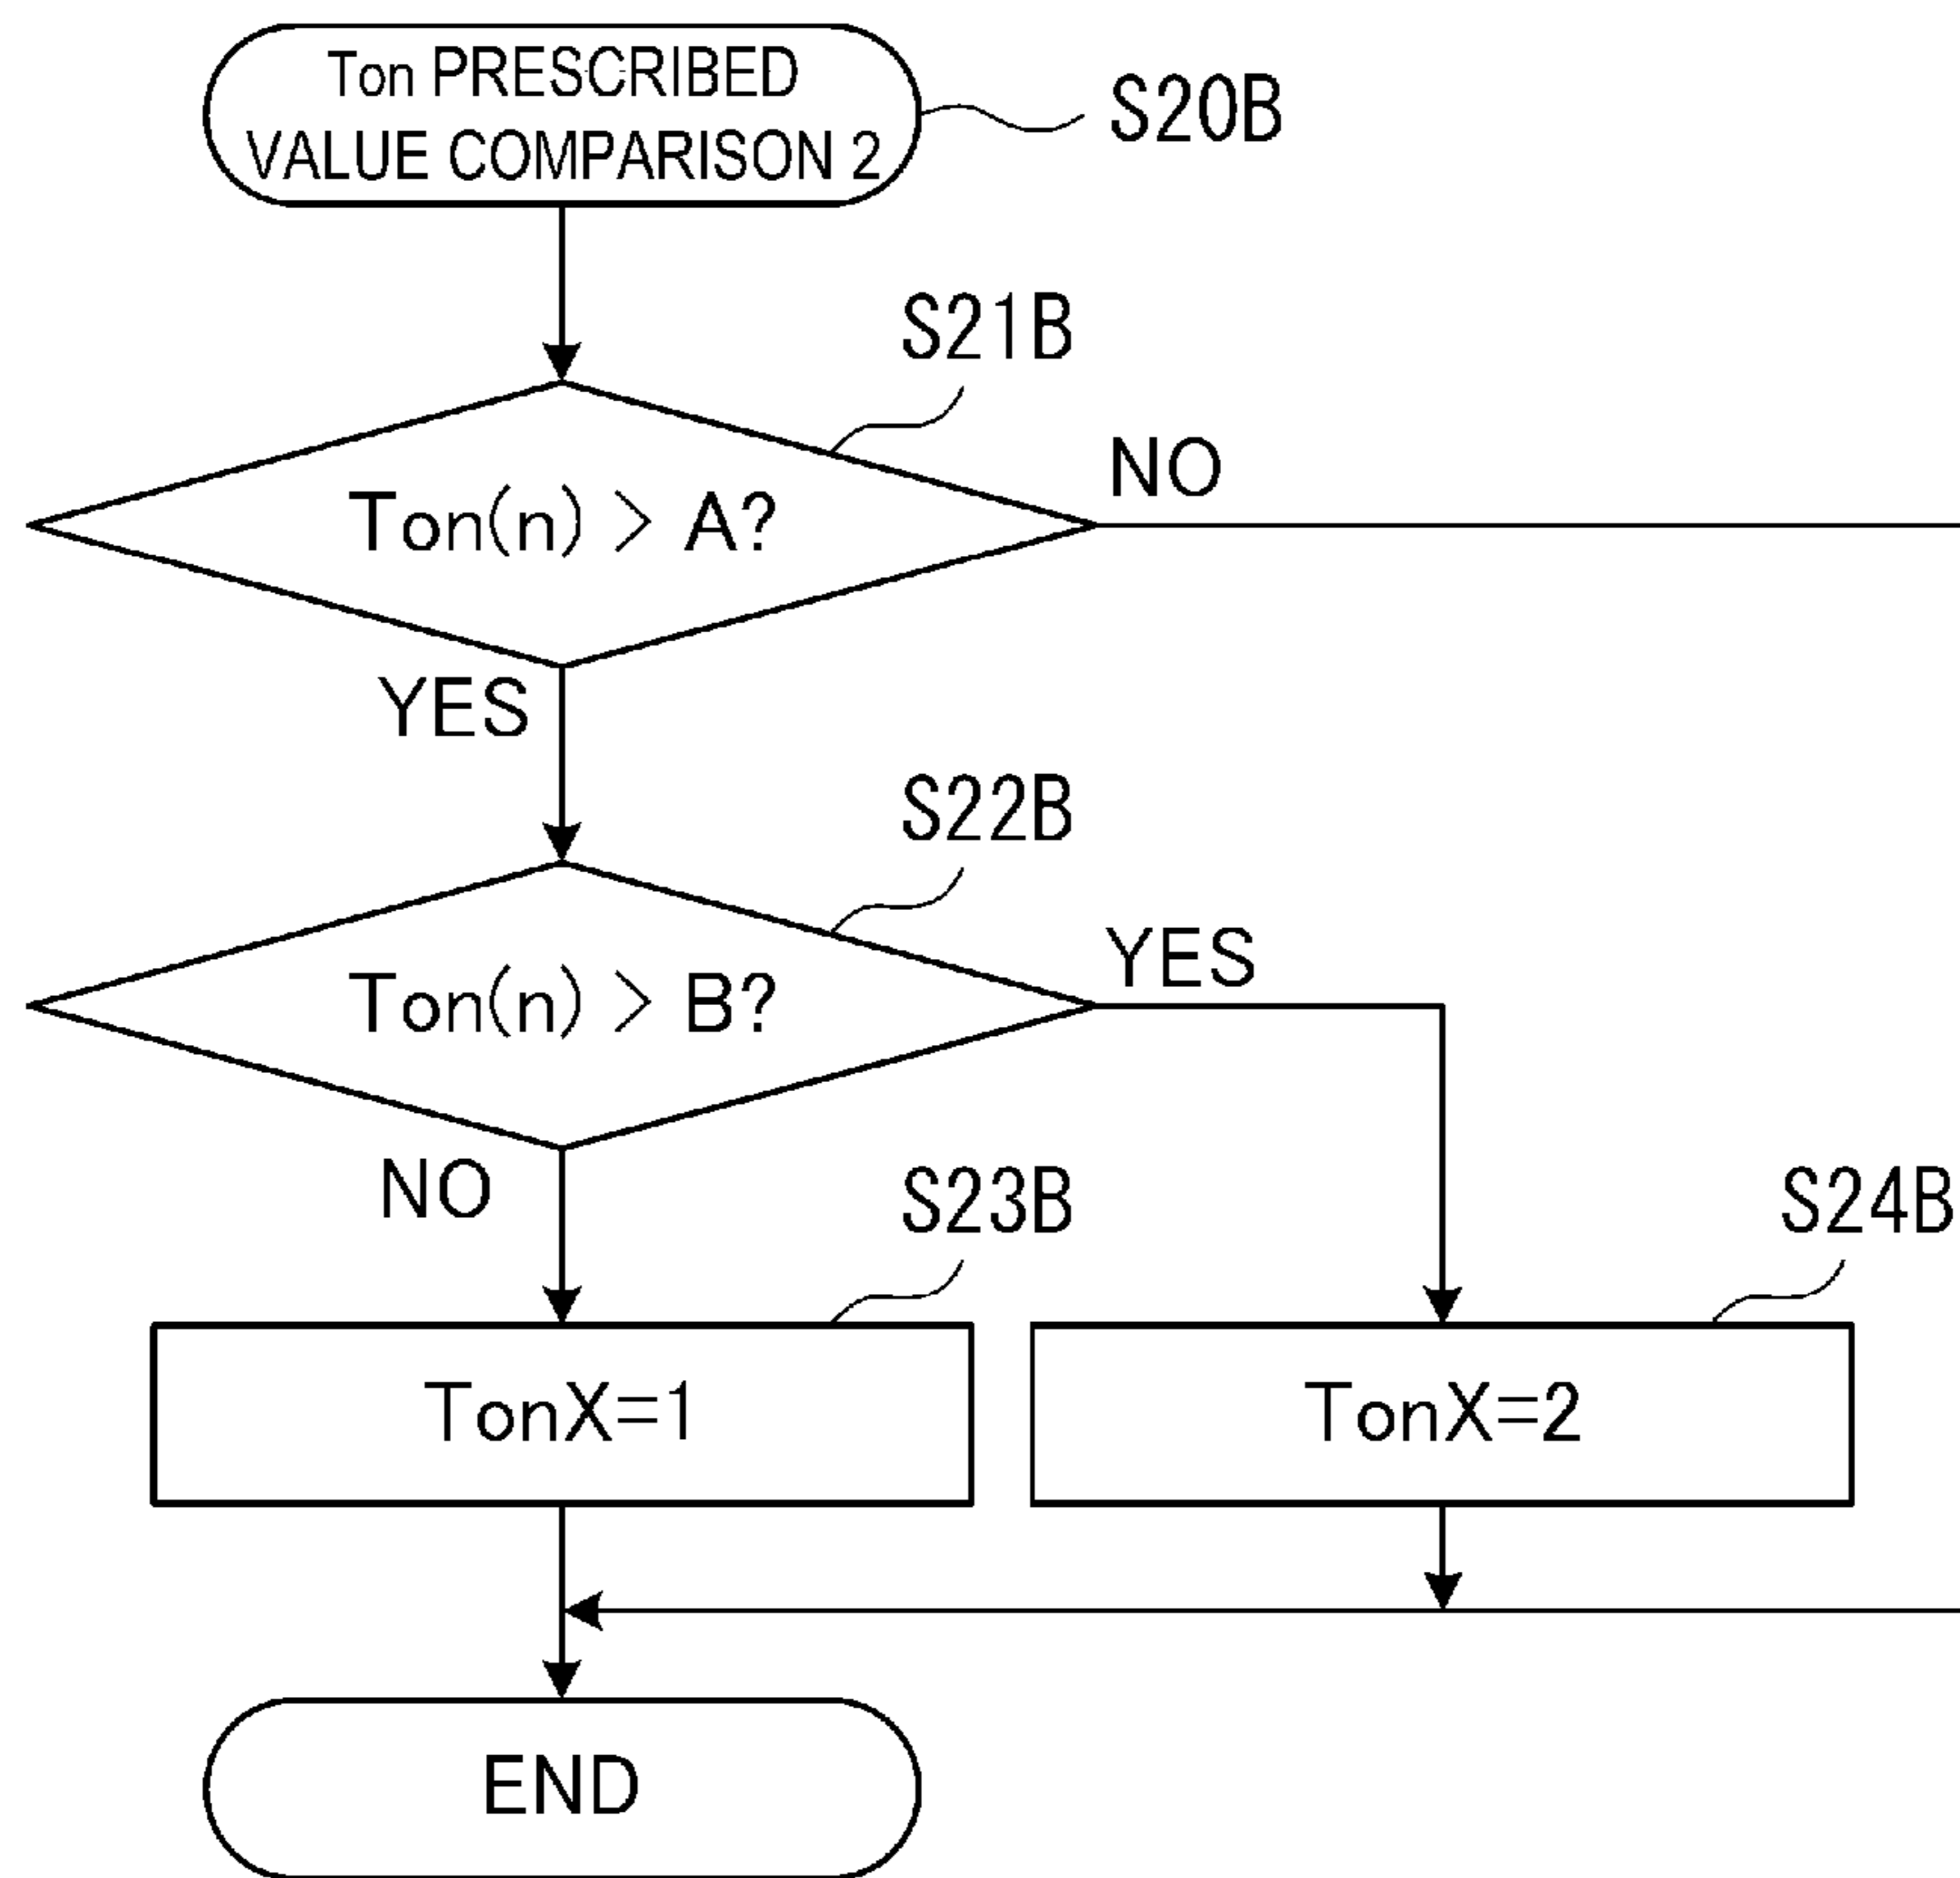 Ton PRESCRIBED
VALUE COMPARISON 2
S20B
S21B
Ton(n) > A?
NO
YES
S22B
Ton(n) > B?
YES
NO
S23B
S24B
TonX=1
TonX=2
END